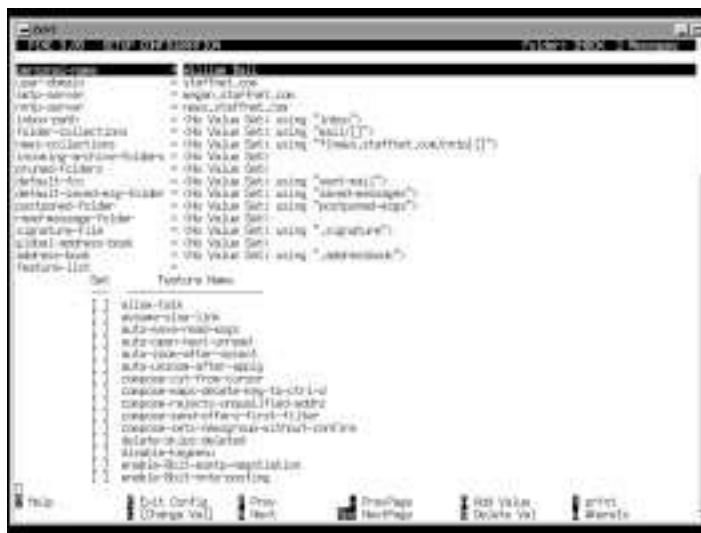 PINE 3.96 SETUP CONFIGURATION Folder: INBOX 2 Messages
personal-name = William Ball
user-domain = staffnet.com
smtp-server = megan.staffnet.com
nntp-server = news.staffnet.com
inbox-path = <No Value Set: using "inbox">
folder-collections = <No Value Set: using "mail/[]">
news-collections = <No Value Set: using "*{news.staffnet.com/nntp}[]">
incoming-archive-folders = <No Value Set>
pruned-folders = <No Value Set>
default-fcc = <No Value Set: using "sent-mail">
default-saved-msg-folder = <No Value Set: using "saved-messages">
postponed-folder = <No Value Set: using "postponed-msgs">
read-message-folder = <No Value Set>
signature-file = <No Value Set: using ".signature">
global-address-book = <No Value Set>
address-book = <No Value Set: using ".addressbook">
feature-list =
Set Feature Name
[ ] allow-talk
[ ] assume-slow-link
[ ] auto-move-read-msgs
[ ] auto-open-next-unread
[ ] auto-zoom-after-select
[ ] auto-unzoom-after-apply
[ ] compose-cut-from-cursor
[ ] compose-maps-delete-key-to-ctrl-d
[ ] compose-rejects-unqualified-addrs
[ ] compose-send-offers-first-filter
[ ] compose-sets-newsgroup-without-confirm
[ ] delete-skips-deleted
[ ] disable-keymenu
[ ] enable-8bit-esmtp-negotiation
[ ] enable-8bit-nntp-posting
Help Exit Config Prev PrevPage Add Value Print
[Change Val] Next NextPage Delete Val WhereIs